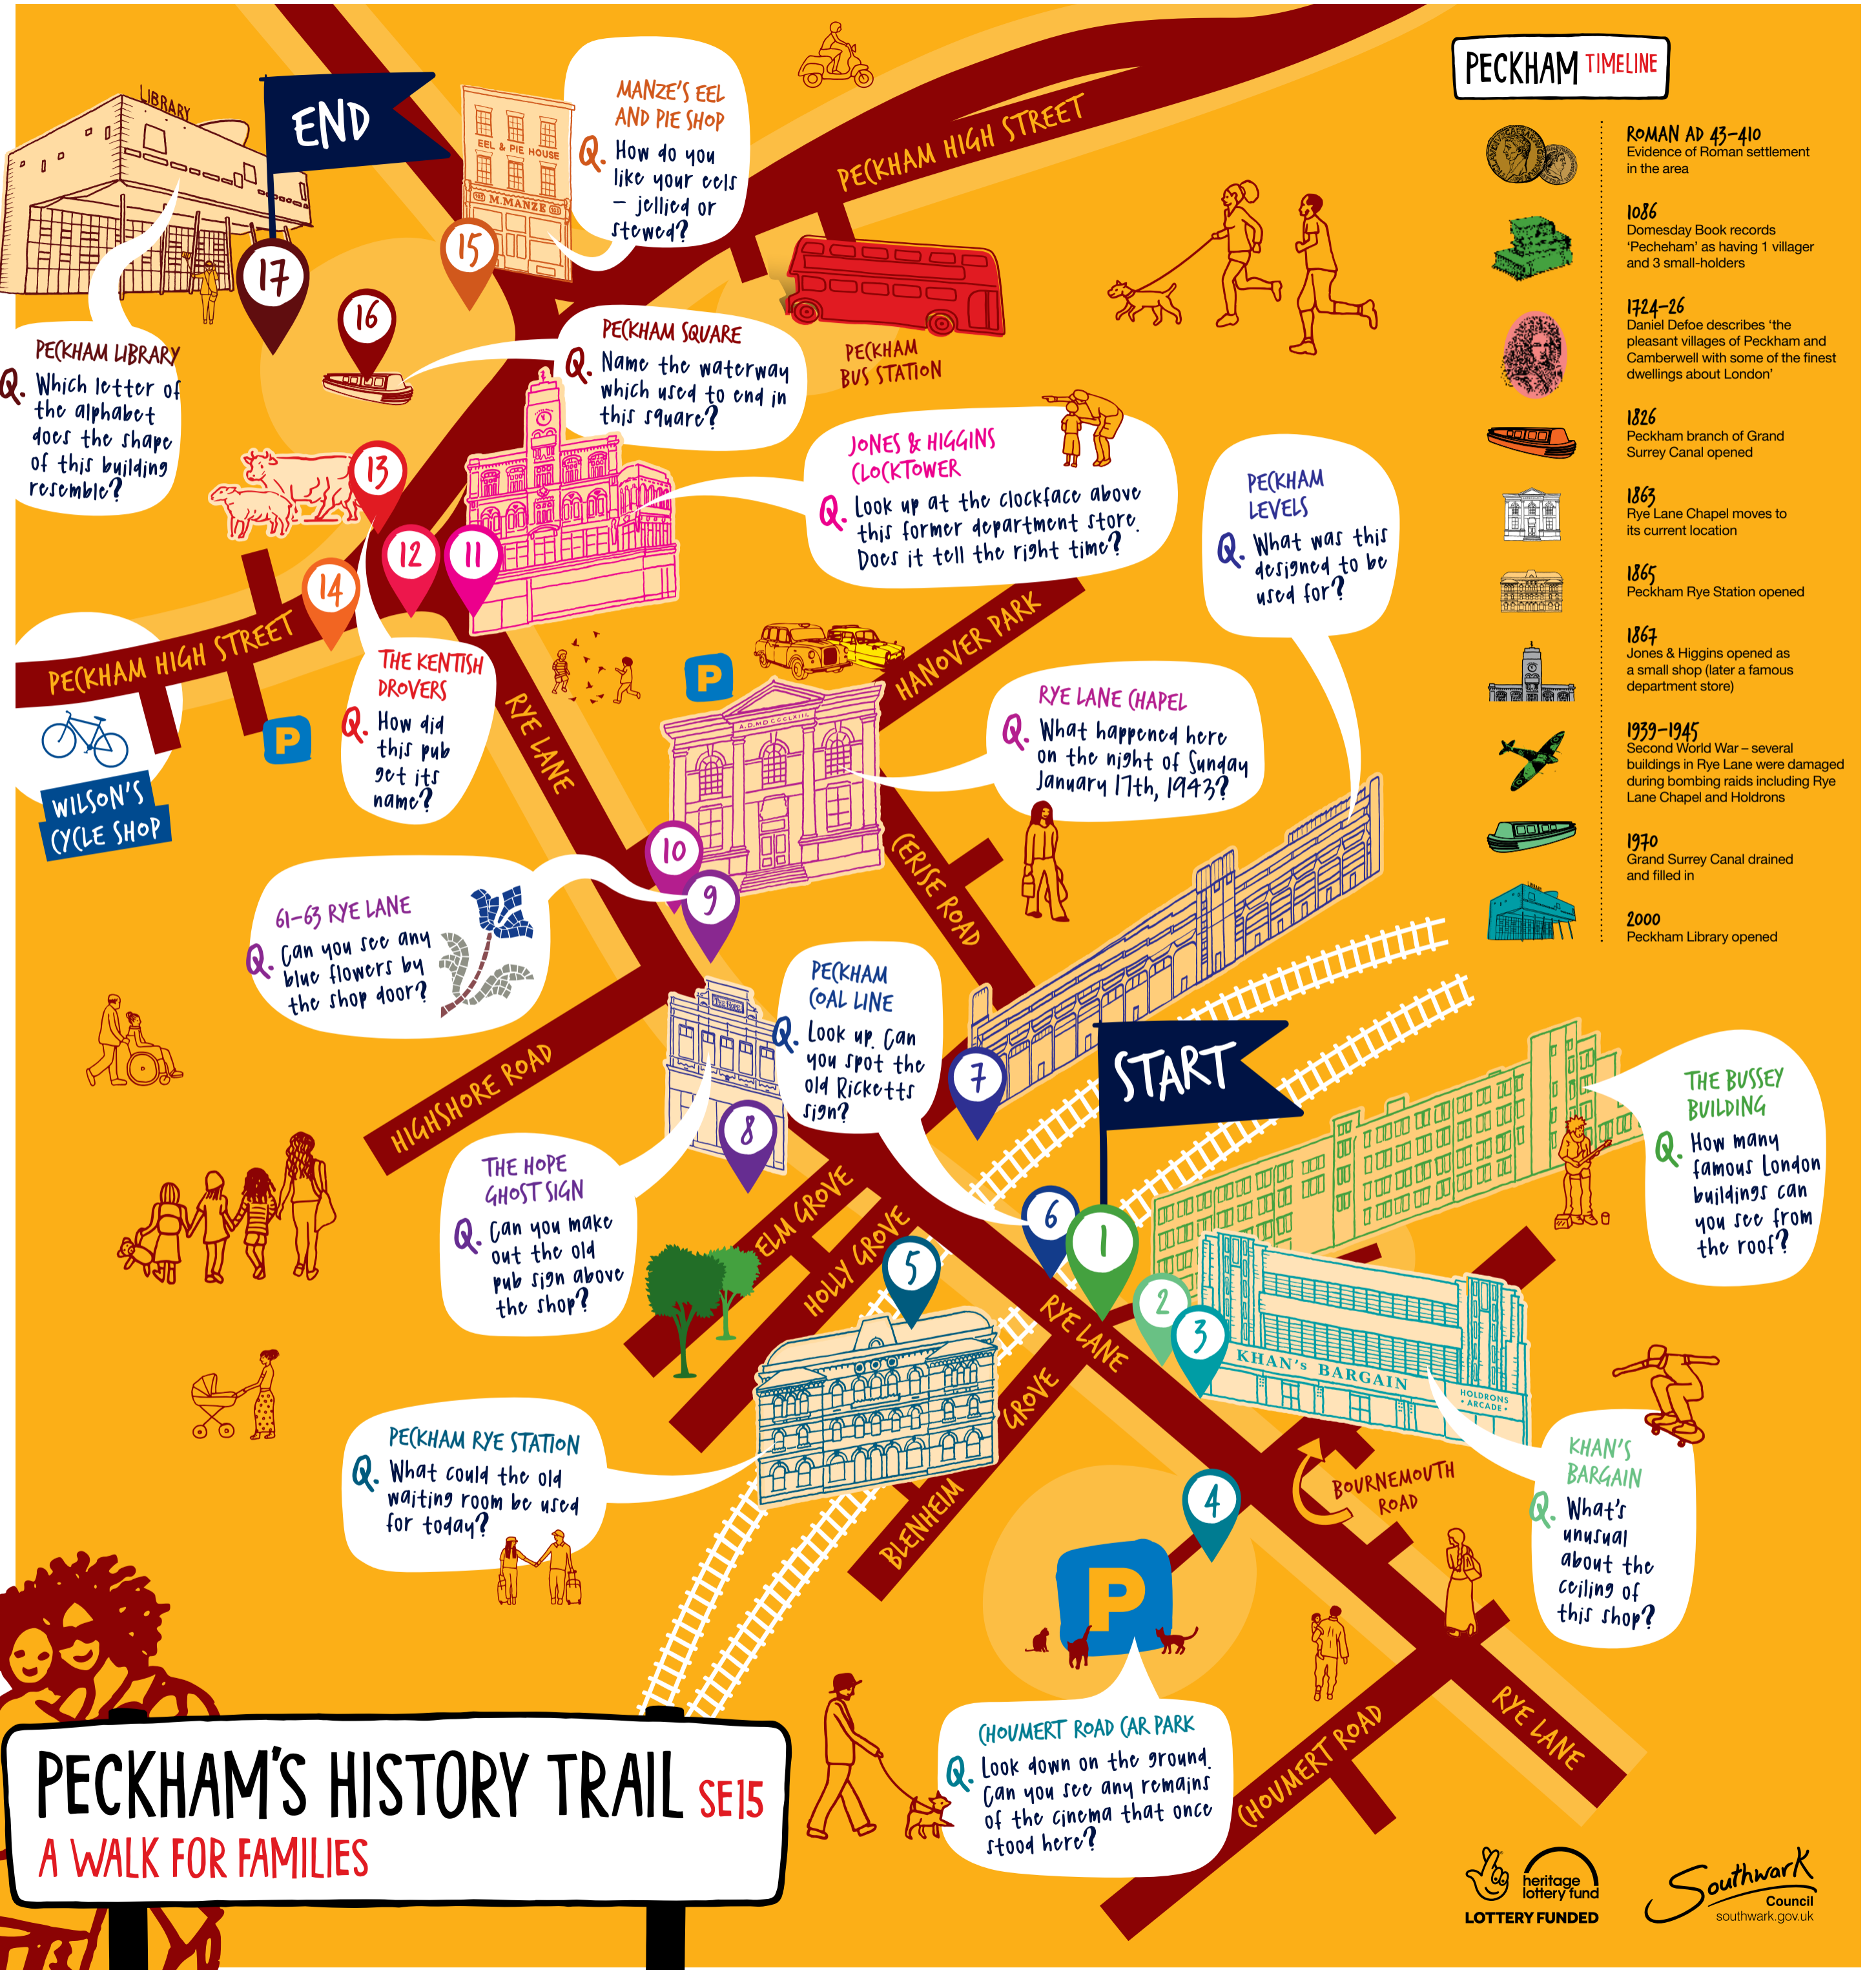 PECKHAM TIMELINE
ROMAN AD 43–410
Evidence of Roman settlement
in the area
1086
Domesday Book records
‘Pecheham’ as having 1 villager
and 3 small-holders
1724–26
Daniel Defoe describes ‘the
pleasant villages of Peckham and
Camberwell with some of the finest
dwellings about London’
1826
Peckham branch of Grand
Surrey Canal opened
1863
Rye Lane Chapel moves to
its current location
1865
Peckham Rye Station opened
1867
Jones & Higgins opened as
a small shop (later a famous
department store)
1939–1945
Second World War – several
buildings in Rye Lane were damaged
during bombing raids including Rye
Lane Chapel and Holdrons
1970
Grand Surrey Canal drained
and filled in
2000
Peckham Library opened
LIBRARY
END
17
PECKHAM LIBRARY
Q. Which letter of
the alphabet
does the shape
of this building
resemble?
EEL & PIE HOUSE
M. MANZE
15
MANZE'S EEL
AND PIE SHOP
Q. How do you
like your eels
– jellied or
stewed?
PECKHAM HIGH STREET
16
PECKHAM SQUARE
Q. Name the waterway
which used to end in
this square?
PECKHAM
BUS STATION
JONES & HIGGINS
CLOCKTOWER
Q. Look up at the clockface above
this former department store.
Does it tell the right time?
PECKHAM
LEVELS
Q. What was this
designed to be
used for?
13
12
11
14
PECKHAM HIGH STREET
THE KENTISH
DROVERS
Q. How did
this pub
get its
name?
P
WILSON'S
CYCLE SHOP
RYE LANE
P
HANOVER PARK
A.D.MDCCCLXIII.
RYE LANE CHAPEL
Q. What happened here
on the night of Sunday
January 17th, 1943?
10
9
CERISE ROAD
61–63 RYE LANE
Q. Can you see any
blue flowers by
the shop door?
HIGHSHORE ROAD
PECKHAM
COAL LINE
Q. Look up. Can
you spot the
old Ricketts
sign?
7
START
8
THE HOPE
GHOST SIGN
Q. Can you make
out the old
pub sign above
the shop?
ELM GROVE
HOLLY GROVE
5
6
1
2
3
THE BUSSEY
BUILDING
Q. How many
famous London
buildings can
you see from
the roof?
RYE LANE
KHAN'S BARGAIN
HOLDRONS
• ARCADE •
PECKHAM RYE STATION
Q. What could the old
waiting room be used
for today?
BLENHEIM GROVE
4
BOURNEMOUTH
ROAD
KHAN'S
BARGAIN
Q. What's
unusual
about the
ceiling of
this shop?
P
CHOUMERT ROAD CAR PARK
Q. Look down on the ground.
Can you see any remains
of the cinema that once
stood here?
CHOUMERT ROAD
RYE LANE
PECKHAM'S HISTORY TRAIL SE15
A WALK FOR FAMILIES
heritage
lottery fund
LOTTERY FUNDED
Southwark
Council
southwark.gov.uk